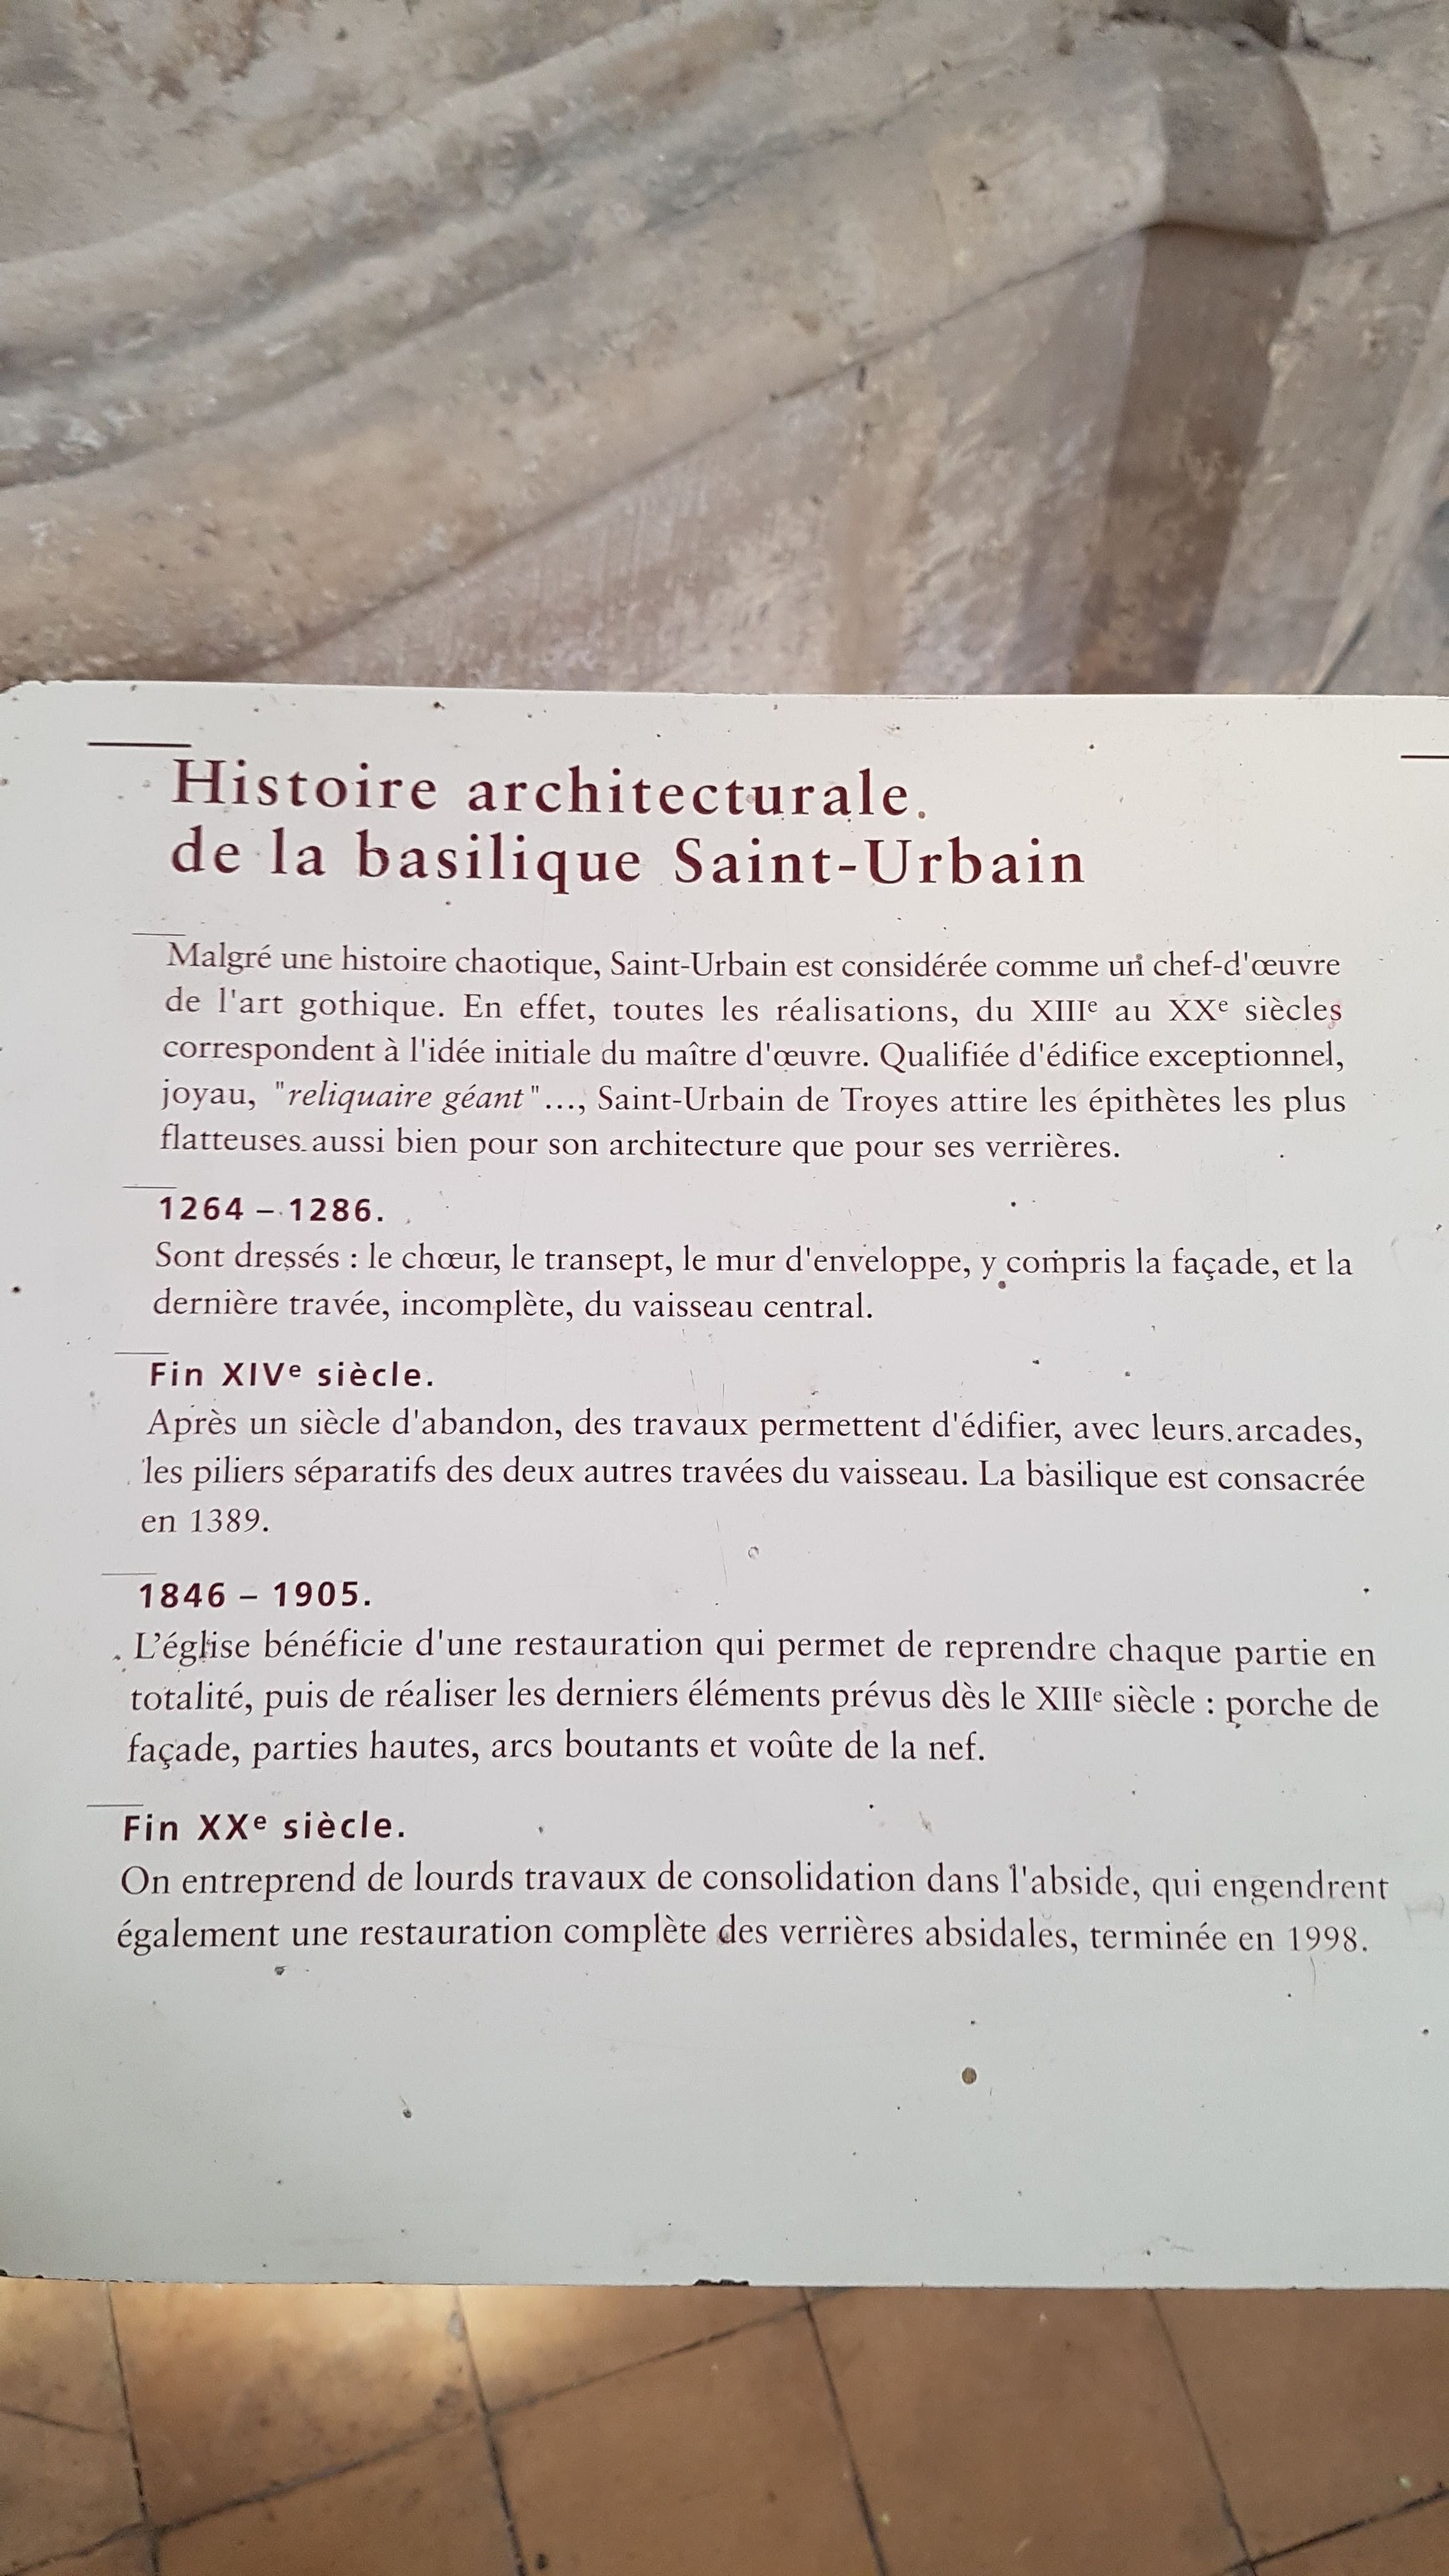 Histoire architecturale
de la basilique Saint-Urbain
Malgré une histoire chaotique, Saint-Urbain est considérée comme un chef-d'œuvre
de l'art gothique. En effet, toutes les réalisations, du XIIIe au XXe siècles
correspondent à l'idée initiale du maître d'œuvre. Qualifiée d'édifice exceptionnel,
joyau, "reliquaire géant"..., Saint-Urbain de Troyes attire les épithètes les plus
flatteuses aussi bien pour son architecture que pour ses verrières.
1264 – 1286.
Sont dressés : le chœur, le transept, le mur d'enveloppe, y compris la façade, et la
dernière travée, incomplète, du vaisseau central.
Fin XIVe siècle.
Après un siècle d'abandon, des travaux permettent d'édifier, avec leurs arcades,
les piliers séparatifs des deux autres travées du vaisseau. La basilique est consacrée
en 1389.
1846 – 1905.
L'église bénéficie d'une restauration qui permet de reprendre chaque partie en
totalité, puis de réaliser les derniers éléments prévus dès le XIIIe siècle : porche de
façade, parties hautes, arcs boutants et voûte de la nef.
Fin XXe siècle.
On entreprend de lourds travaux de consolidation dans l'abside, qui engendrent
également une restauration complète des verrières absidales, terminée en 1998.